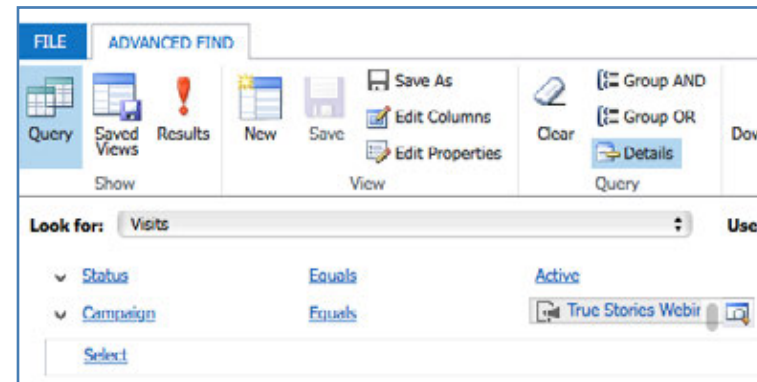 FILE ADVANCED FIND
Save As Group AND
Edit Columns Group OR
Query Saved Views Results New Save Edit Properties Clear Details
Show View Query
Look for: Visits Use
Status Equals Active
Campaign Equals True Stories Webir
Select